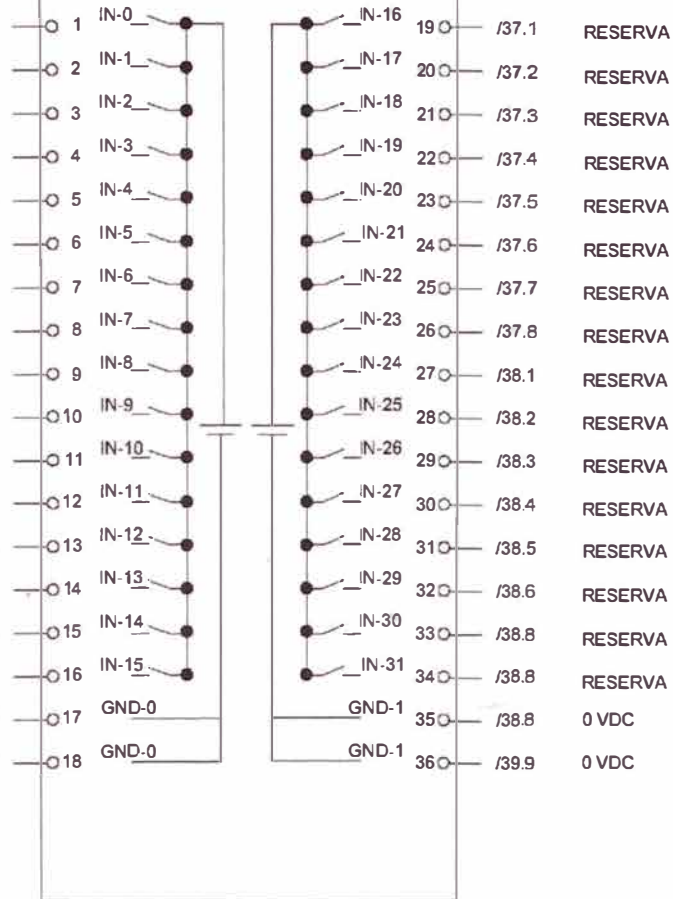 1 IN-0 IN-16 19 /37.1 RESERVA
2 IN-1 IN-17 20 /37.2 RESERVA
3 IN-2 IN-18 21 /37.3 RESERVA
4 IN-3 IN-19 22 /37.4 RESERVA
5 IN-4 IN-20 23 /37.5 RESERVA
6 IN-5 IN-21 24 /37.6 RESERVA
7 IN-6 IN-22 25 /37.7 RESERVA
8 IN-7 IN-23 26 /37.8 RESERVA
9 IN-8 IN-24 27 /38.1 RESERVA
10 IN-9 IN-25 28 /38.2 RESERVA
11 IN-10 IN-26 29 /38.3 RESERVA
12 IN-11 IN-27 30 /38.4 RESERVA
13 IN-12 IN-28 31 /38.5 RESERVA
14 IN-13 IN-29 32 /38.6 RESERVA
15 IN-14 IN-30 33 /38.8 RESERVA
16 IN-15 IN-31 34 /38.8 RESERVA
17 GND-0 GND-1 35 /38.8 0 VDC
18 GND-0 GND-1 36 /39.9 0 VDC